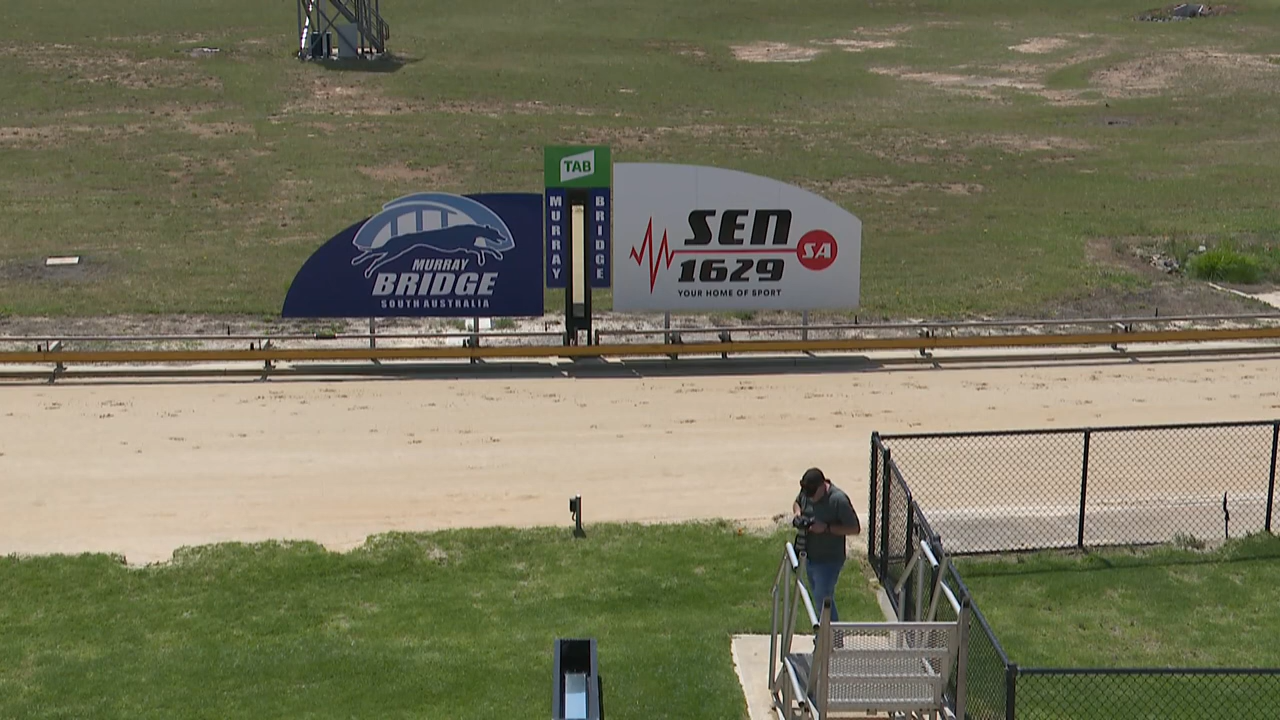 TAB
MURRAY
BRIDGE
MURRAY
BRIDGE
SOUTH AUSTRALIA
SEN
SA
1629
YOUR HOME OF SPORT